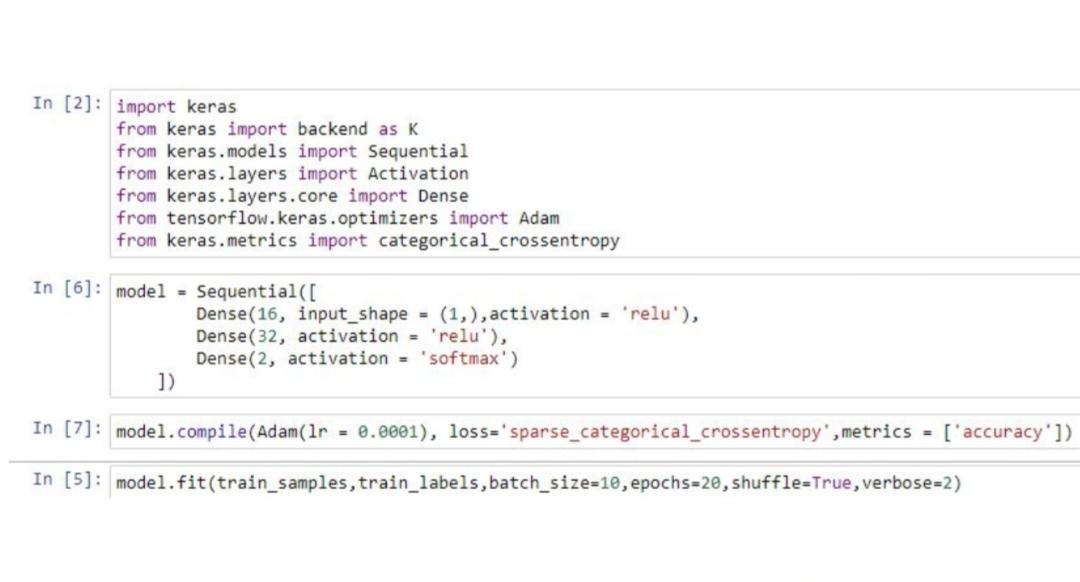 In [2]: import keras
from keras import backend as K
from keras.models import Sequential
from keras.layers import Activation
from keras.layers.core import Dense
from tensorflow.keras.optimizers import Adam
from keras.metrics import categorical_crossentropy
In [6]: model = Sequential([
Dense(16, input_shape = (1,),activation = 'relu'),
Dense(32, activation = 'relu'),
Dense(2, activation = 'softmax')
])
In [7]: model.compile(Adam(lr = 0.0001), loss='sparse_categorical_crossentropy',metrics = ['accuracy'])
In [5]: model.fit(train_samples,train_labels,batch_size=10,epochs=20,shuffle=True,verbose=2)